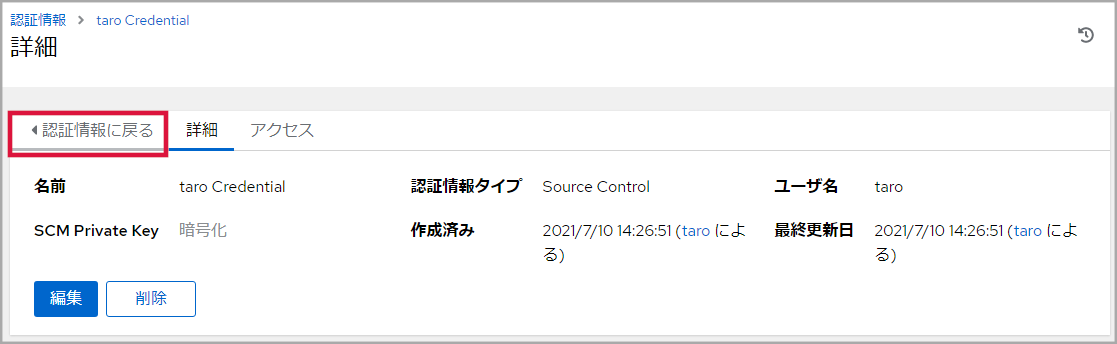 認証情報 > taro Credential
詳細
認証情報に戻る 詳細 アクセス
名前 taro Credential 認証情報タイプ Source Control ユーザ名 taro
SCM Private Key 暗号化 作成済み 2021/7/10 14:26:51 (taro によ 最終更新日 2021/7/10 14:26:51 (taro によ
る) る)
編集 削除